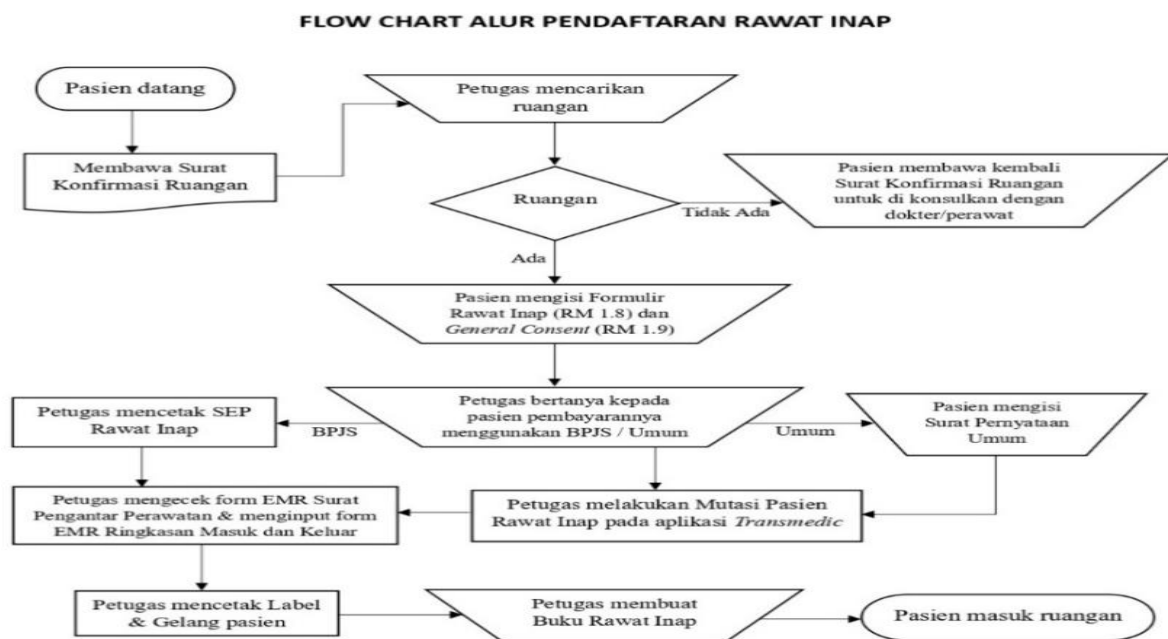 FLOW CHART ALUR PENDAFTARAN RAWAT INAP
Pasien datang
Membawa Surat
Konfirmasi Ruangan
Petugas mencarikan
ruangan
Ruangan
Tidak Ada
Pasien membawa kembali
Surat Konfirmasi Ruangan
untuk di konsulkan dengan
dokter/perawat
Ada
Pasien mengisi Formulir
Rawat Inap (RM 1.8) dan
General Consent (RM 1.9)
Petugas bertanya kepada
pasien pembayarannya
menggunakan BPJS / Umum
BPJS
Petugas mencetak SEP
Rawat Inap
Umum
Pasien mengisi
Surat Pernyataan
Umum
Petugas melakukan Mutasi Pasien
Rawat Inap pada aplikasi Transmedic
Petugas mengecek form EMR Surat
Pengantar Perawatan & menginput form
EMR Ringkasan Masuk dan Keluar
Petugas mencetak Label
& Gelang pasien
Petugas membuat
Buku Rawat Inap
Pasien masuk ruangan